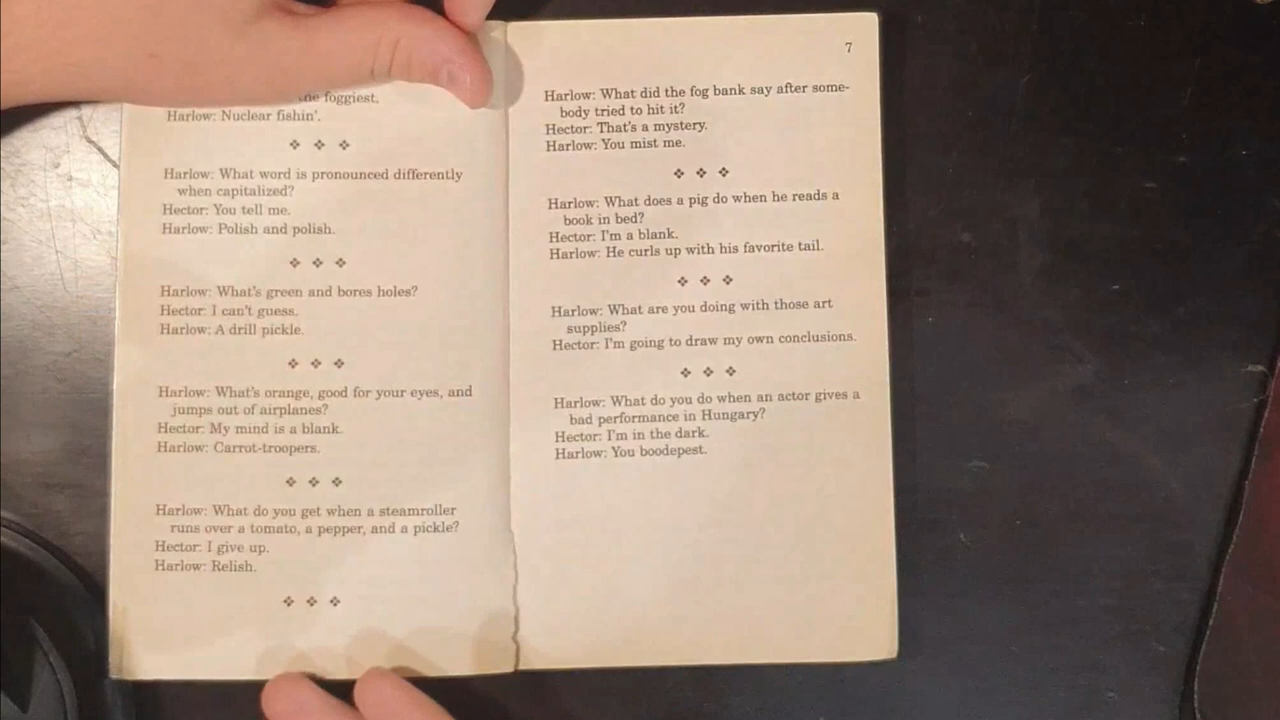 foggiest.
Harlow: Nuclear fishin'.
❖ ❖ ❖
Harlow: What word is pronounced differently
when capitalized?
Hector: You tell me.
Harlow: Polish and polish.
❖ ❖ ❖
Harlow: What's green and bores holes?
Hector: I can't guess.
Harlow: A drill pickle.
❖ ❖ ❖
Harlow: What's orange, good for your eyes, and
jumps out of airplanes?
Hector: My mind is a blank.
Harlow: Carrot-troopers.
❖ ❖ ❖
Harlow: What do you get when a steamroller
runs over a tomato, a pepper, and a pickle?
Hector: I give up.
Harlow: Relish.
❖ ❖ ❖
7
Harlow: What did the fog bank say after some-
body tried to hit it?
Hector: That's a mystery.
Harlow: You mist me.
❖ ❖ ❖
Harlow: What does a pig do when he reads a
book in bed?
Hector: I'm a blank.
Harlow: He curls up with his favorite tail.
❖ ❖ ❖
Harlow: What are you doing with those art
supplies?
Hector: I'm going to draw my own conclusions.
❖ ❖ ❖
Harlow: What do you do when an actor gives a
bad performance in Hungary?
Hector: I'm in the dark.
Harlow: You boodepest.